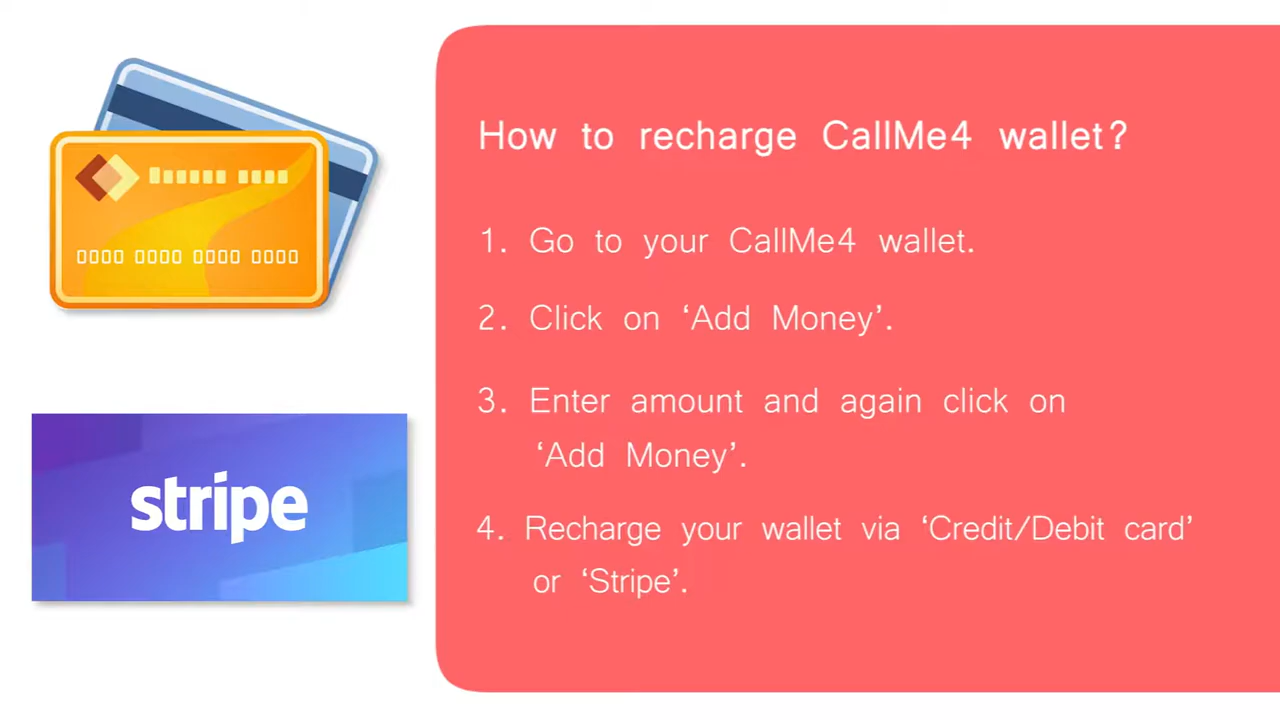 How to recharge CallMe4 wallet?
1. Go to your CallMe4 wallet.
2. Click on ‘Add Money’.
3. Enter amount and again click on
‘Add Money’.
4. Recharge your wallet via ‘Credit/Debit card’
or ‘Stripe’.
stripe